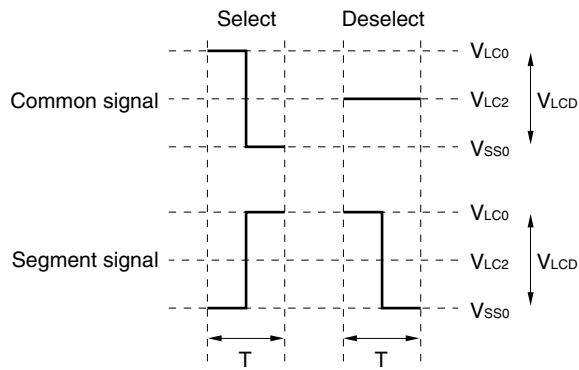 Select Deselect
Common signal
VLC0
VLC2
VSS0
VLCD
Segment signal
VLC0
VLC2
VSS0
VLCD
T T